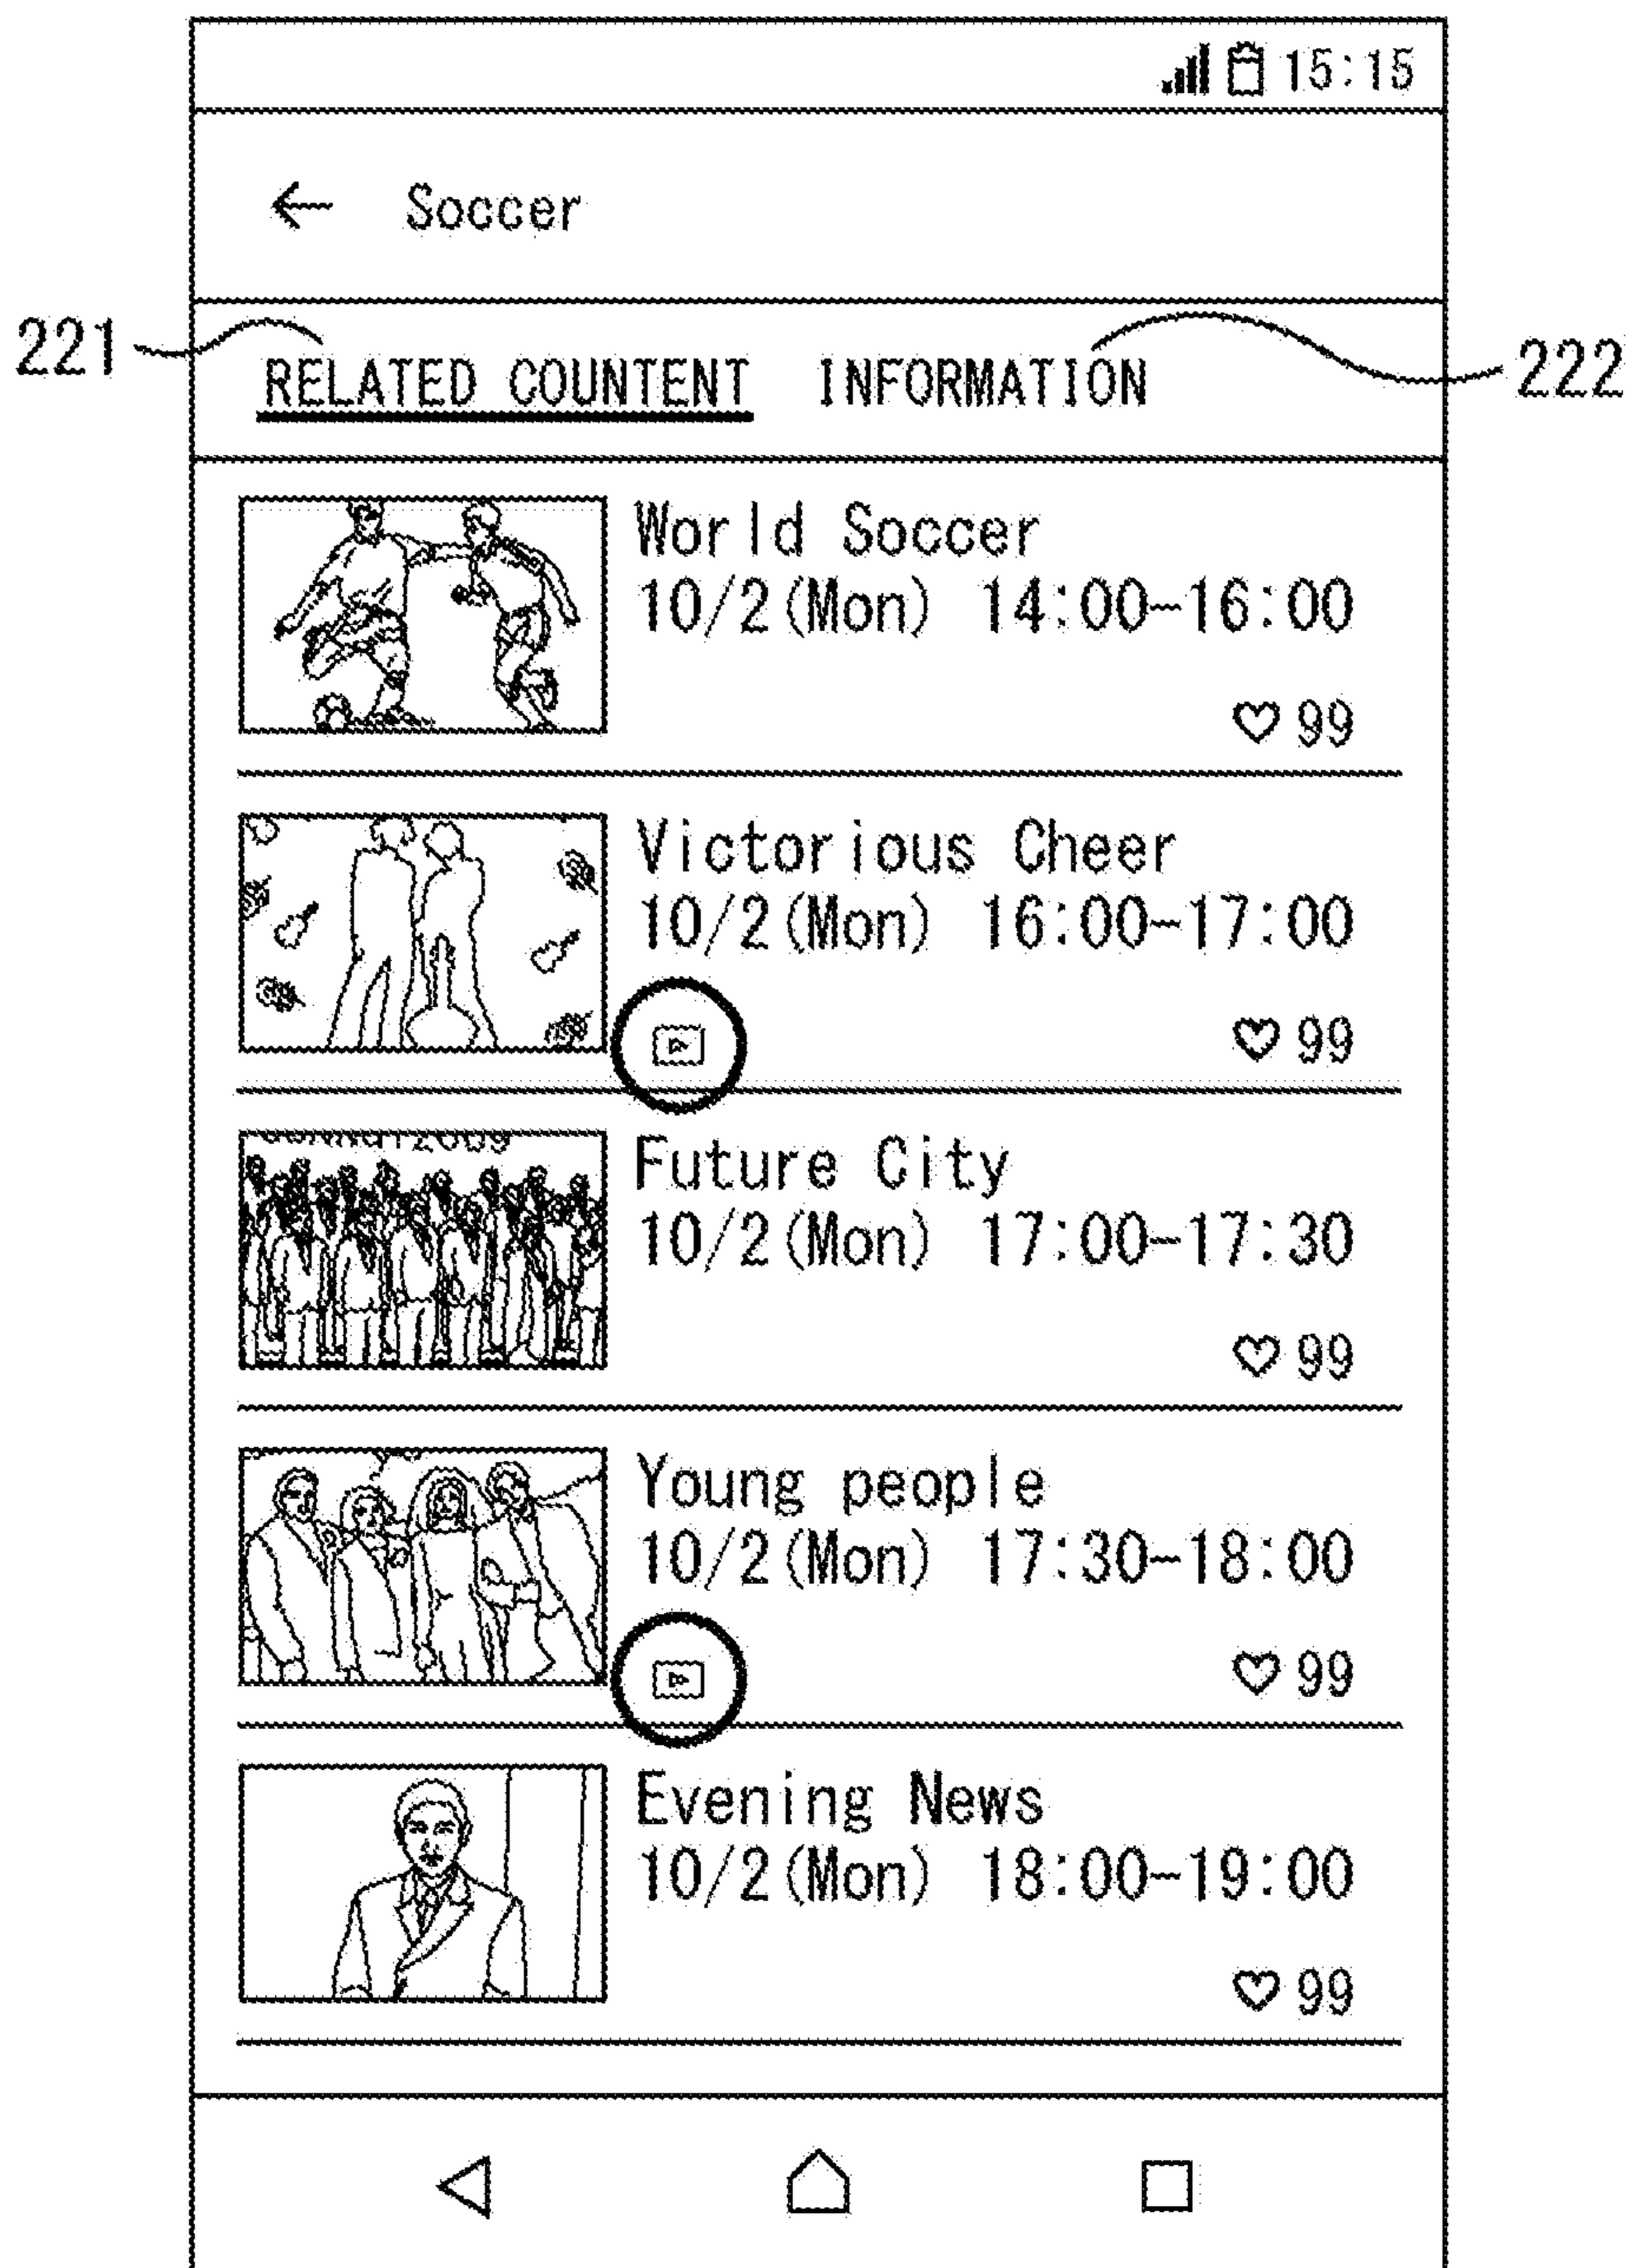 15:15
← Soccer
221
RELATED COUNTENT INFORMATION
222
World Soccer
10/2(Mon) 14:00-16:00
♡ 99
Victorious Cheer
10/2(Mon) 16:00-17:00
♡ 99
Future City
10/2(Mon) 17:00-17:30
♡ 99
Young people
10/2(Mon) 17:30-18:00
♡ 99
Evening News
10/2(Mon) 18:00-19:00
♡ 99